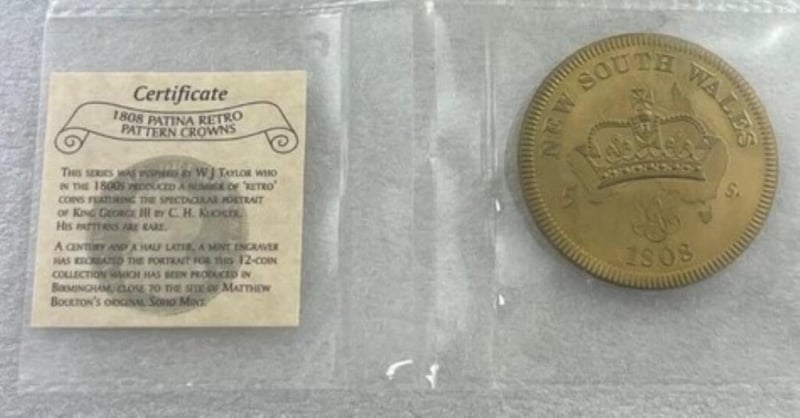 Certificate
1808 PATINA RETRO
PATTERN CROWNS
THIS SERIES WAS INSPIRED BY W J TAYLOR WHO
IN THE 1800S PRODUCED A NUMBER OF 'RETRO'
COINS FEATURING THE SPECTACULAR PORTRAIT
OF KING GEORGE III BY C. H. KUCHLER.
HIS PATTERNS ARE RARE.
A CENTURY AND A HALF LATER, A MINT ENGRAVER
HAS RECREATED THE PORTRAIT FOR THIS 12-COIN
COLLECTION WHICH HAS BEEN PRODUCED IN
BIRMINGHAM, CLOSE TO THE SITE OF MATTHEW
BOULTON'S ORIGINAL SOHO MINT.
NEW SOUTH WALES
5 S.
1808